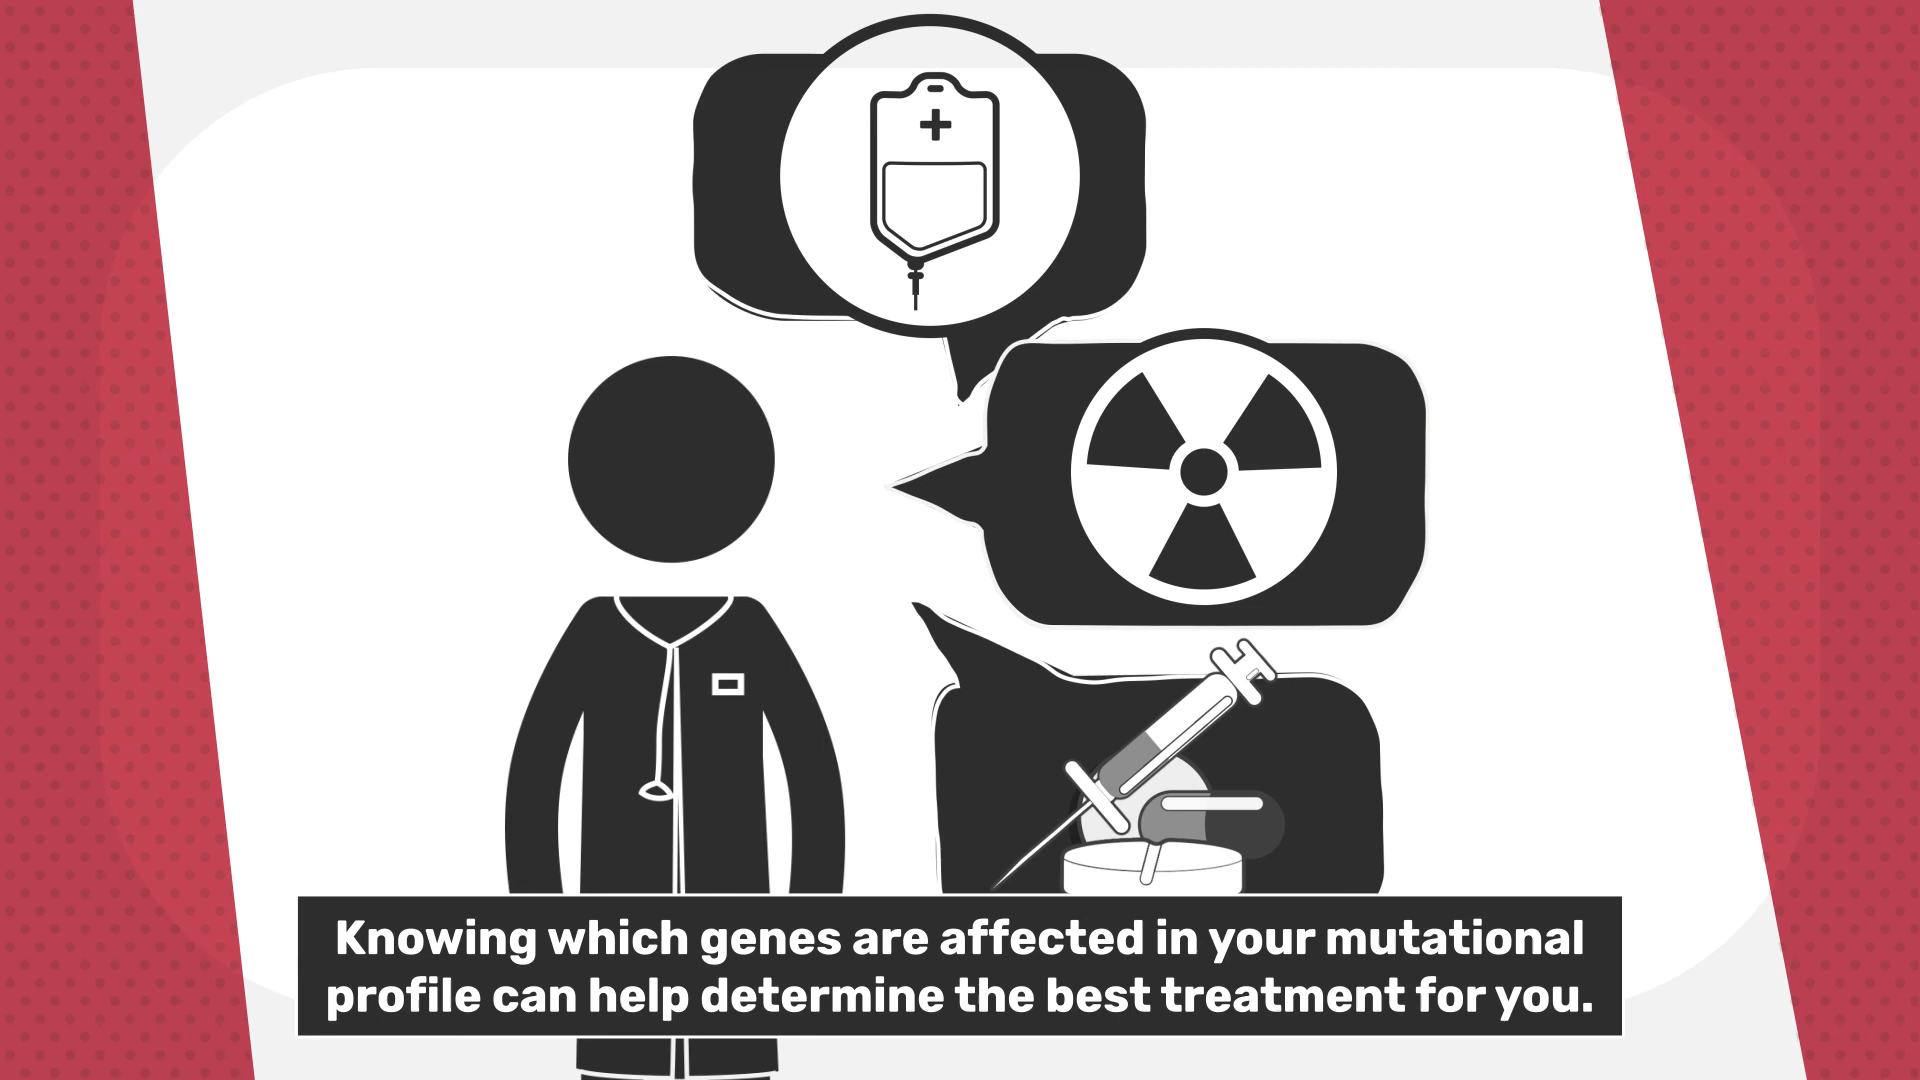 Knowing which genes are affected in your mutational
profile can help determine the best treatment for you.